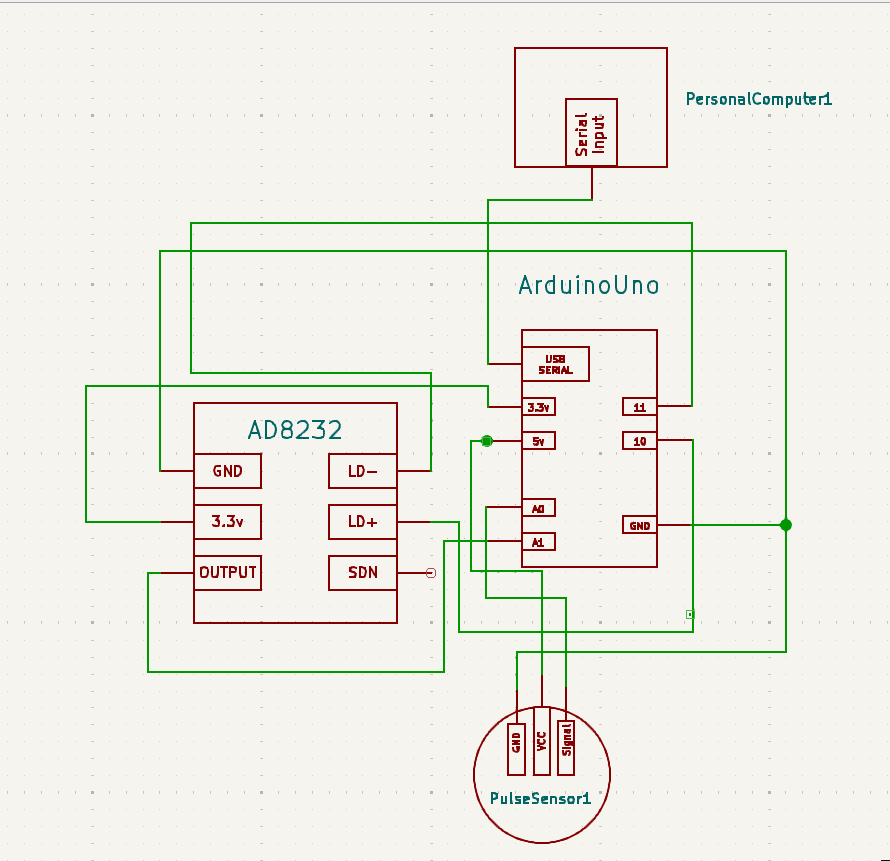 PersonalComputer1
Serial
Input
ArduinoUno
USB
SERIAL
3.3v
11
5v
10
A0
GND
A1
AD8232
GND
LD-
3.3v
LD+
OUTPUT
SDN
GND
VCC
Signal
PulseSensor1